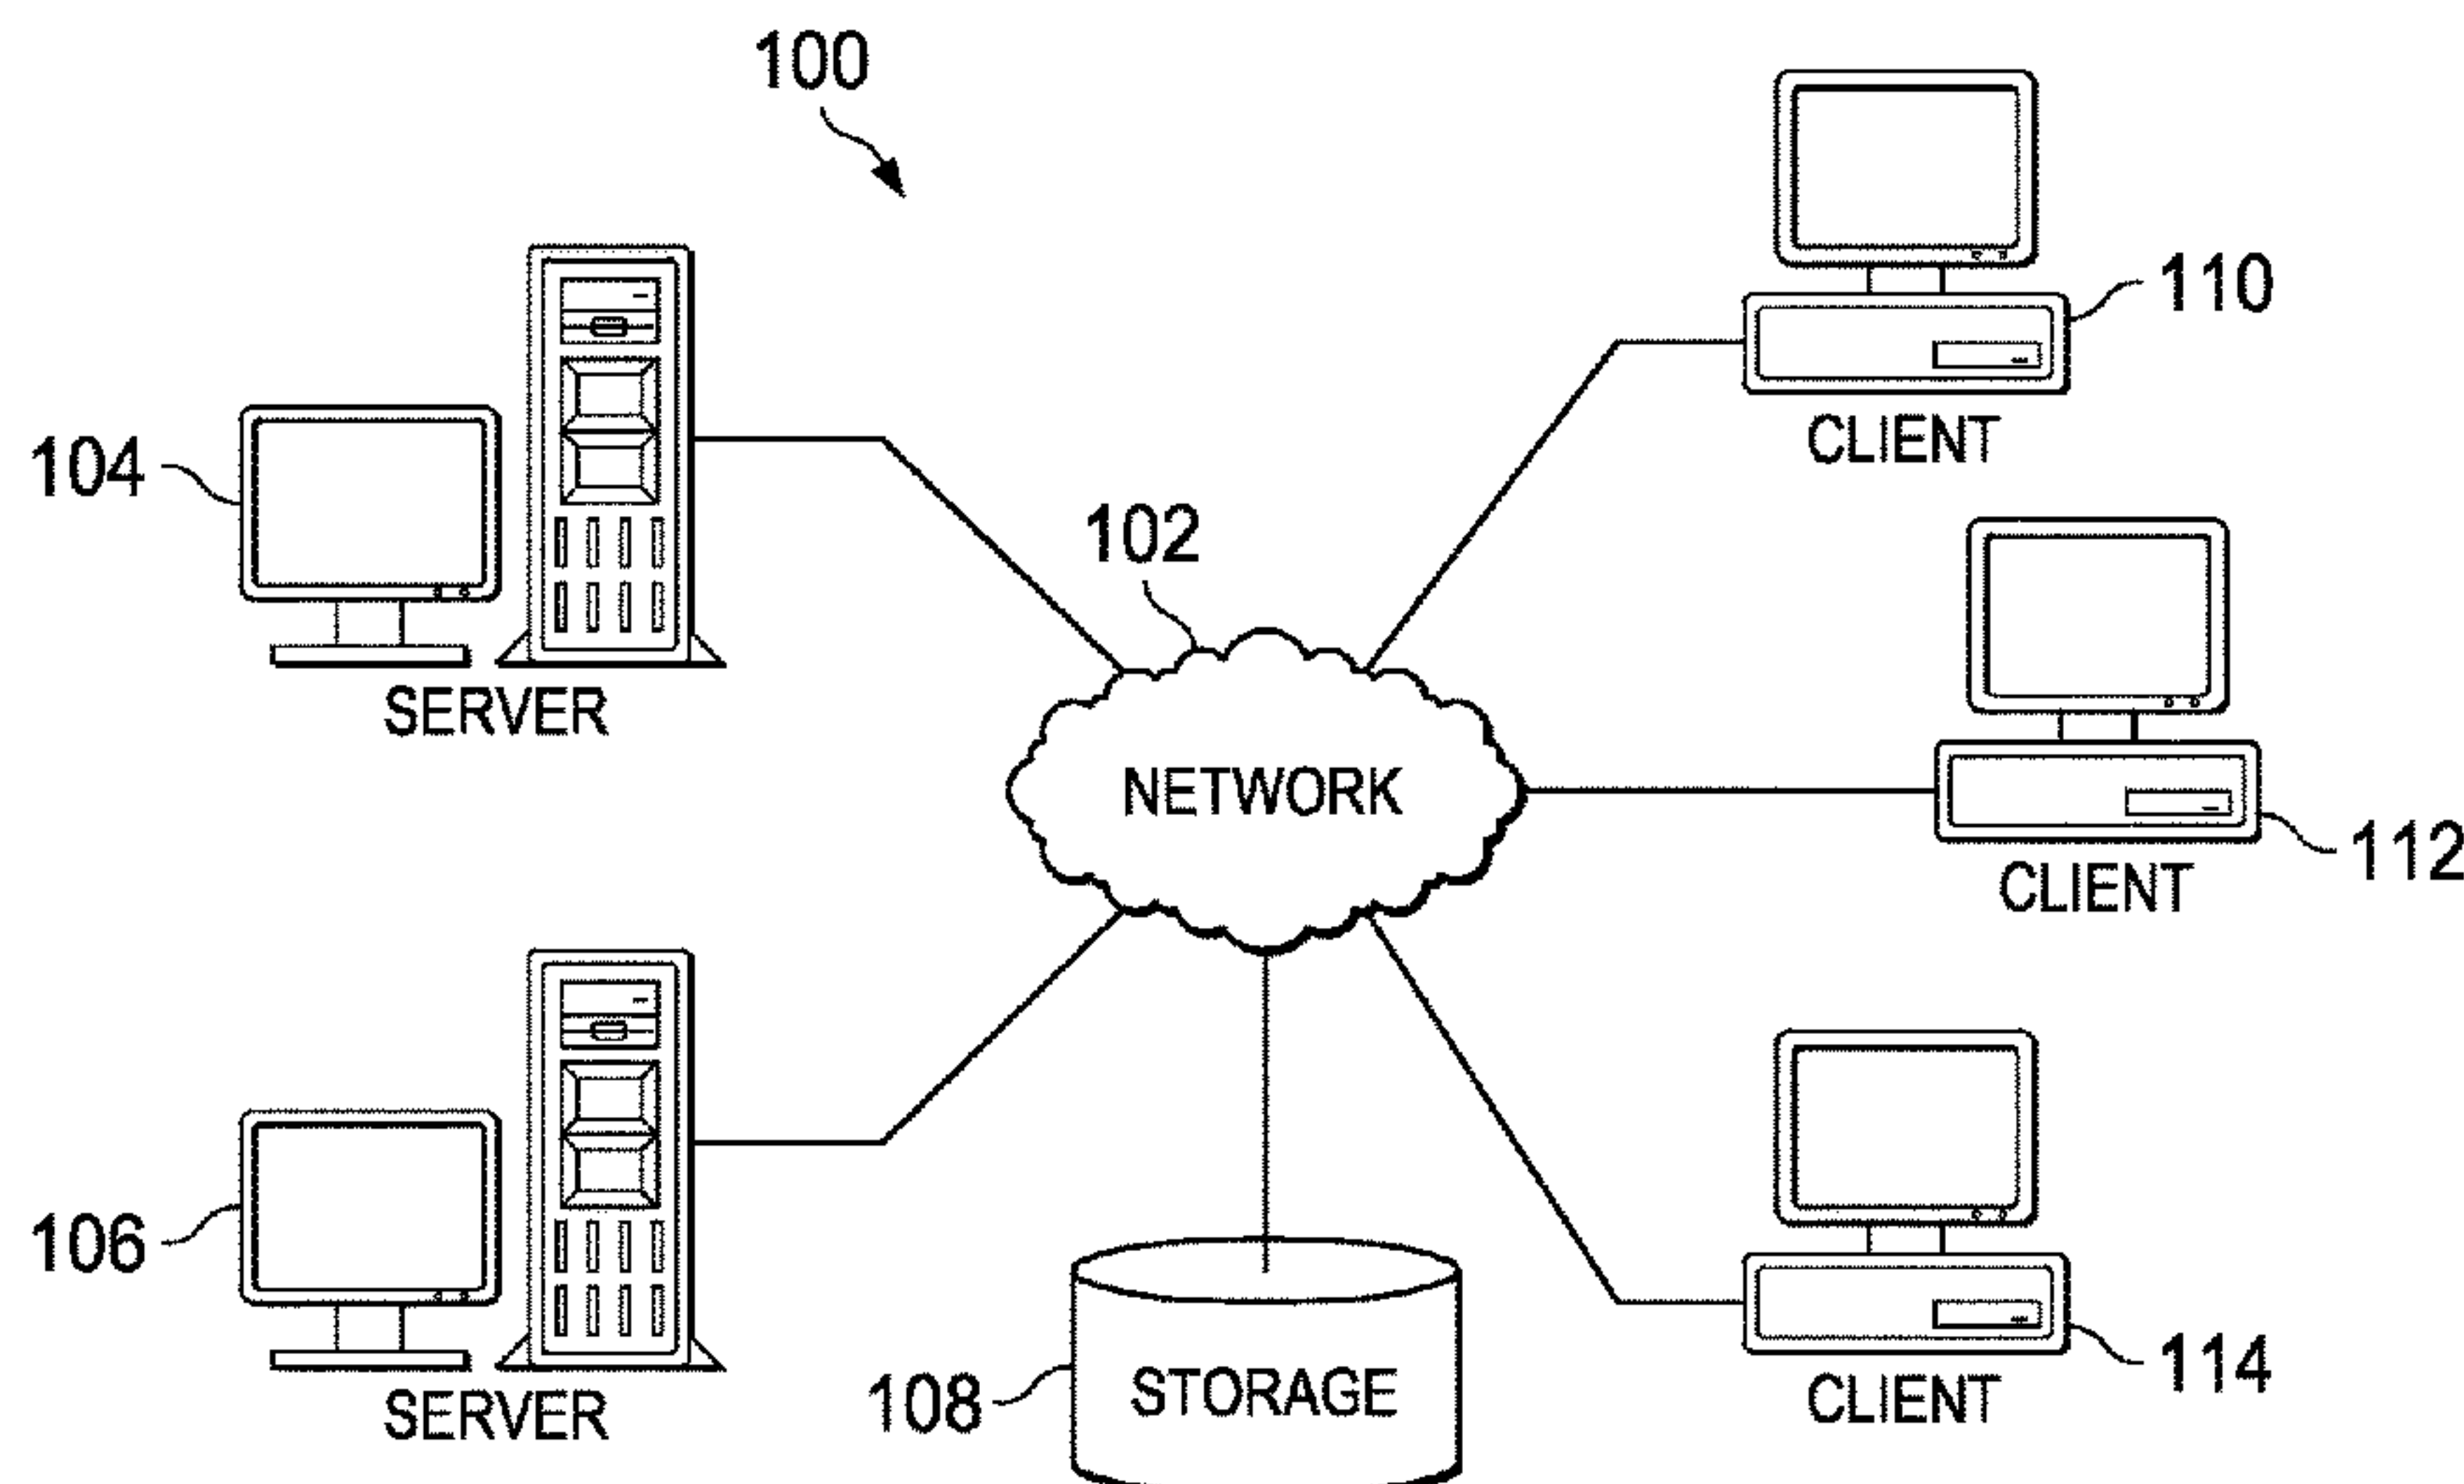 100
110
CLIENT
104
102
SERVER
NETWORK
112
CLIENT
106
SERVER
108
STORAGE
114
CLIENT